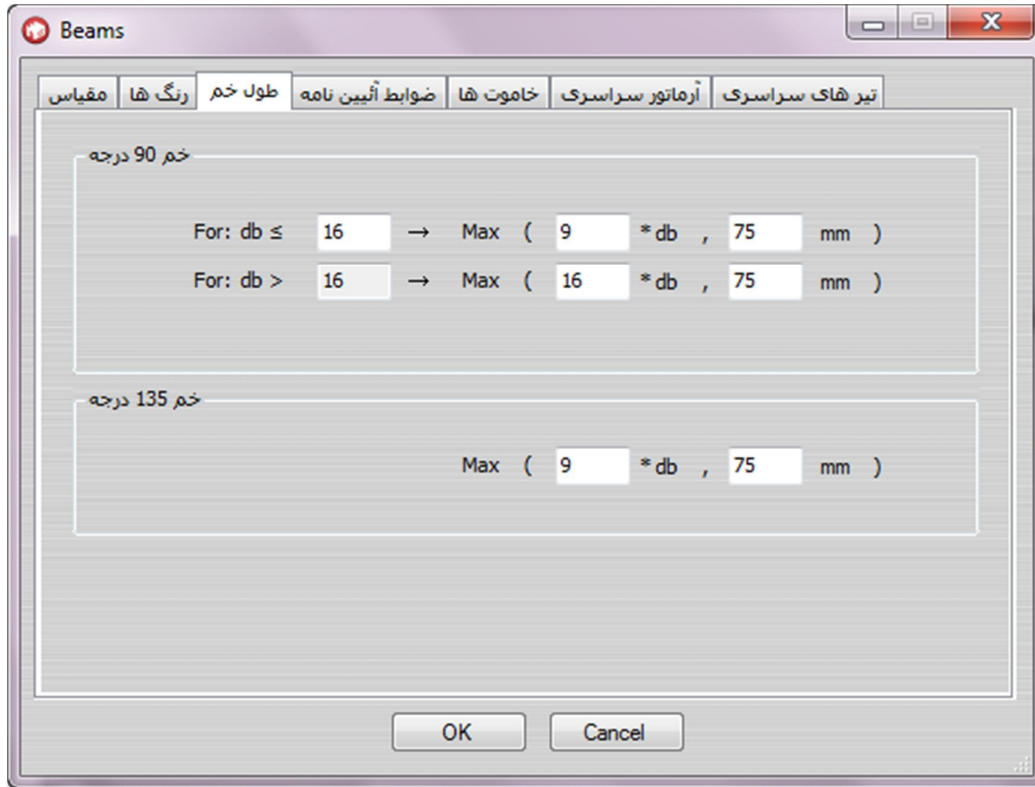 Beams
تیر های سراسری آرماتور سراسری خاموت ها ضوابط آئیین نامه طول خم رنگ ها مقیاس
خم 90 درجه
For: db ≤ 16 → Max ( 9 * db , 75 mm )
For: db > 16 → Max ( 16 * db , 75 mm )
خم 135 درجه
Max ( 9 * db , 75 mm )
OK Cancel